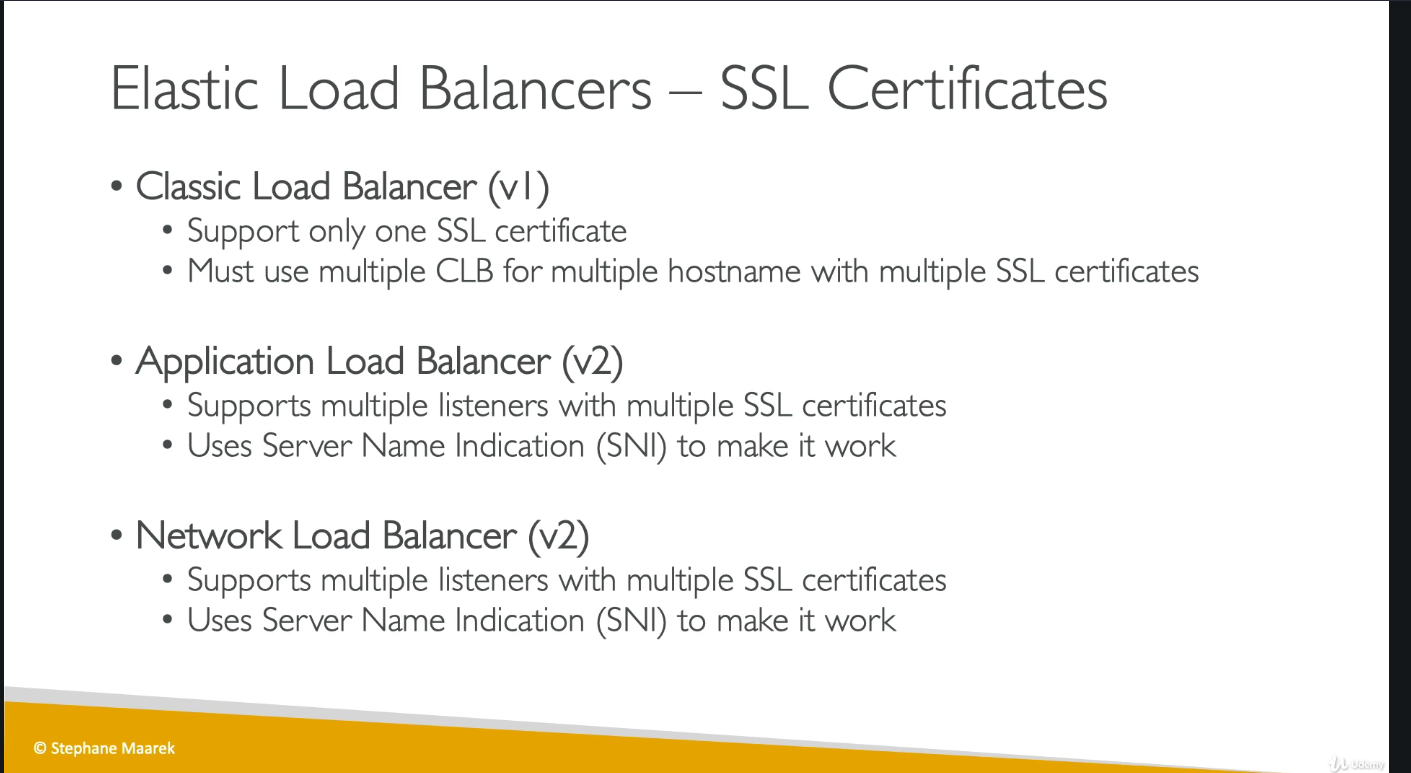 Elastic Load Balancers – SSL Certificates
• Classic Load Balancer (v1)
• Support only one SSL certificate
• Must use multiple CLB for multiple hostname with multiple SSL certificates
• Application Load Balancer (v2)
• Supports multiple listeners with multiple SSL certificates
• Uses Server Name Indication (SNI) to make it work
• Network Load Balancer (v2)
• Supports multiple listeners with multiple SSL certificates
• Uses Server Name Indication (SNI) to make it work
© Stephane Maarek
Udemy